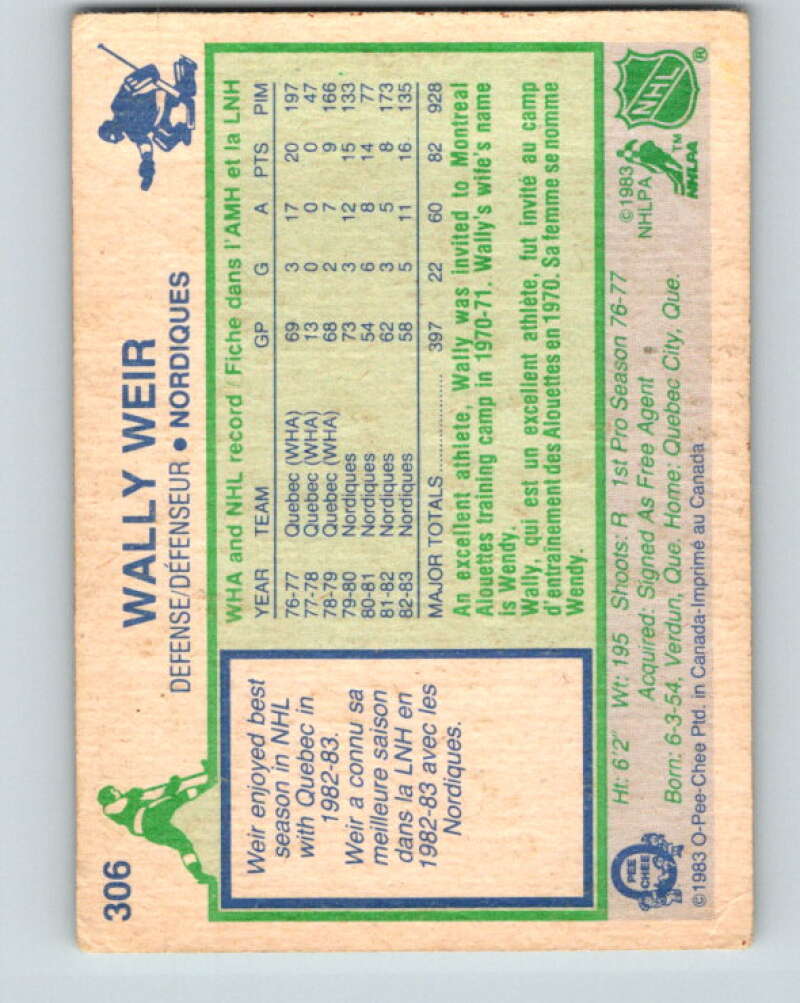 306
WALLY WEIR
DEFENSE/DÉFENSEUR • NORDIQUES
Weir enjoyed best
season in NHL
with Quebec in
1982-83.
Weir a connu sa
meilleure saison
dans la LNH en
1982-83 avec les
Nordiques.
WHA and NHL record / Fiche dans l'AMH et la LNH
YEAR TEAM GP G A PTS PIM
76-77 Quebec (WHA) 69 3 17 20 197
77-78 Quebec (WHA) 13 0 0 0 47
78-79 Quebec (WHA) 68 2 7 9 166
79-80 Nordiques 73 3 12 15 133
80-81 Nordiques 54 6 8 14 77
81-82 Nordiques 62 3 5 8 173
82-83 Nordiques 58 5 11 16 135
MAJOR TOTALS 397 22 60 82 928
An excellent athlete, Wally was invited to Montreal
Alouettes training camp in 1970-71. Wally's wife's name
is Wendy.
Wally, qui est un excellent athlète, fut invité au camp
d'entraînement des Alouettes en 1970. Sa femme se nomme
Wendy.
Ht: 6'2" Wt: 195 Shoots: R 1st Pro Season 76-77
Acquired: Signed As Free Agent
Born: 6-3-54, Verdun, Que. Home: Quebec City, Que.
©1983 O-Pee-Chee Ptd. in Canada-Imprimé au Canada
O
PEE
CHEE
©1983
NHLPA
NHL
®
NHLPA
TM